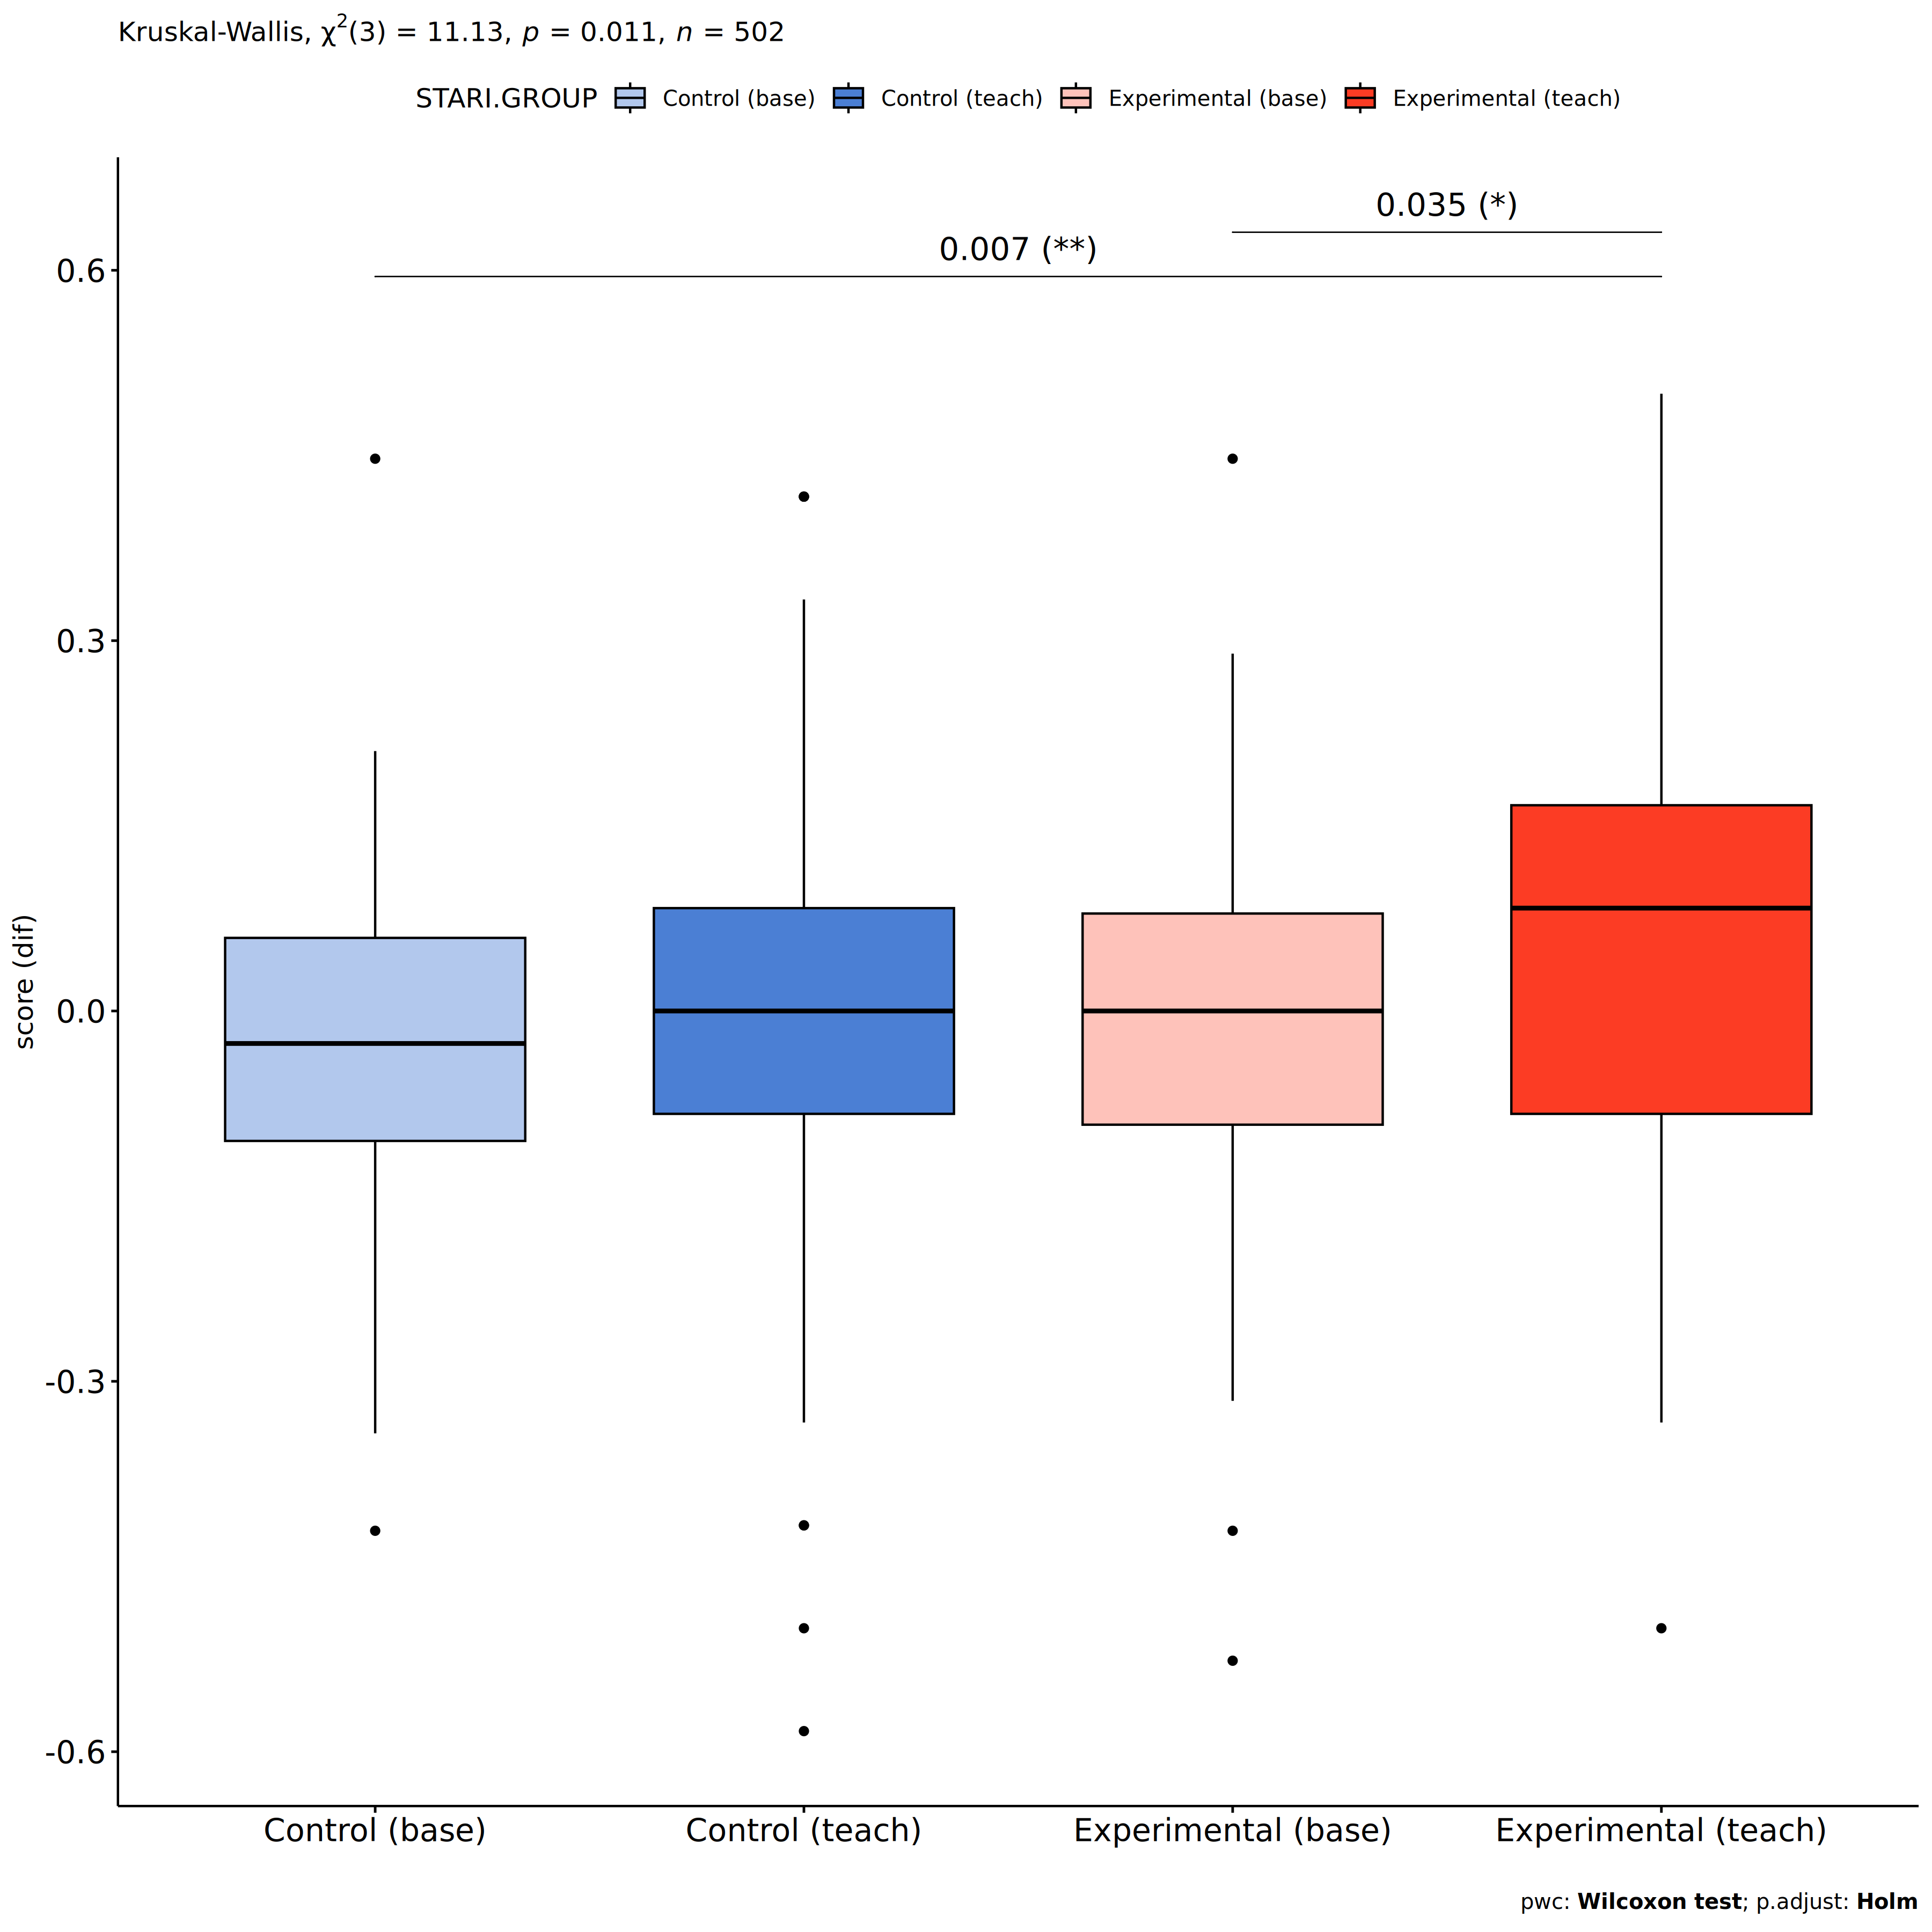 Kruskal-Wallis, χ²(3) = 11.13, p = 0.011, n = 502
STARI.GROUP Control (base) Control (teach) Experimental (base) Experimental (teach)
0.035 (*)
0.007 (**)
0.6
0.3
0.0
-0.3
-0.6
score (dif)
Control (base) Control (teach) Experimental (base) Experimental (teach)
pwc: Wilcoxon test; p.adjust: Holm